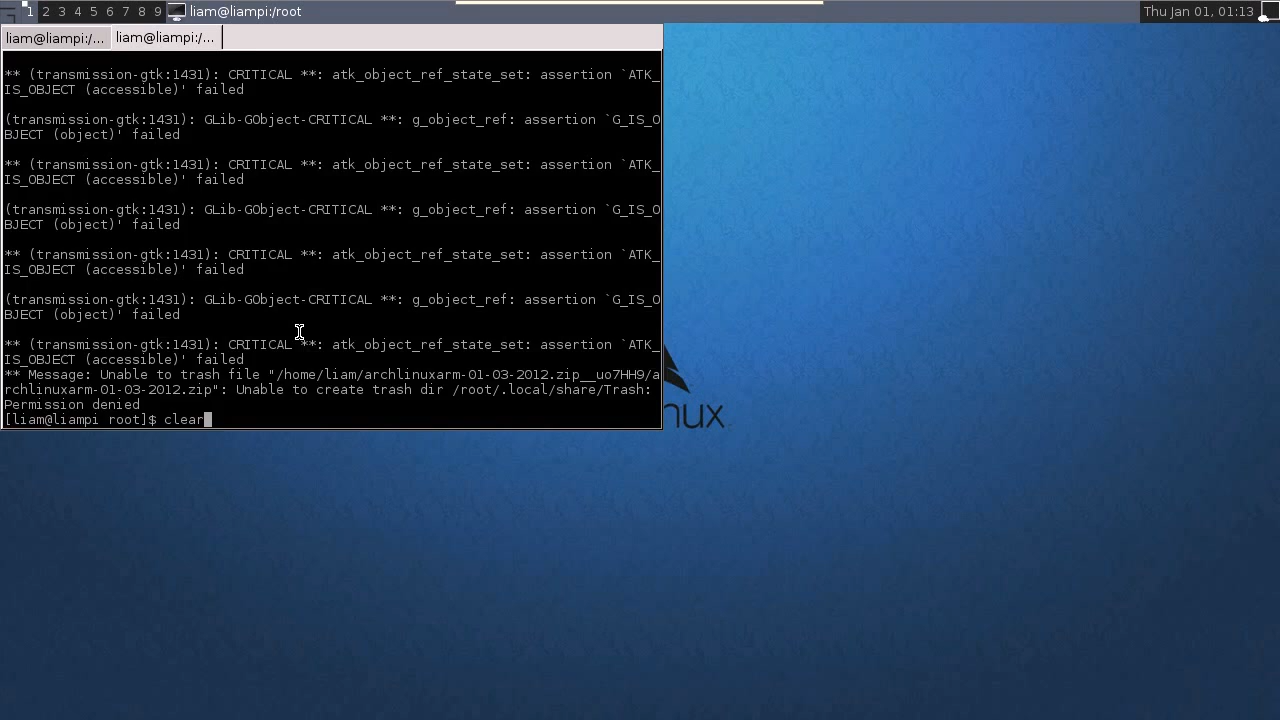 1 2 3 4 5 6 7 8 9 liam@liampi:/root Thu Jan 01, 01:13
liam@liampi:/... liam@liampi:/...
** (transmission-gtk:1431): CRITICAL **: atk_object_ref_state_set: assertion `ATK_
IS_OBJECT (accessible)' failed
(transmission-gtk:1431): GLib-GObject-CRITICAL **: g_object_ref: assertion `G_IS_O
BJECT (object)' failed
** (transmission-gtk:1431): CRITICAL **: atk_object_ref_state_set: assertion `ATK_
IS_OBJECT (accessible)' failed
(transmission-gtk:1431): GLib-GObject-CRITICAL **: g_object_ref: assertion `G_IS_O
BJECT (object)' failed
** (transmission-gtk:1431): CRITICAL **: atk_object_ref_state_set: assertion `ATK_
IS_OBJECT (accessible)' failed
(transmission-gtk:1431): GLib-GObject-CRITICAL **: g_object_ref: assertion `G_IS_O
BJECT (object)' failed
** (transmission-gtk:1431): CRITICAL **: atk_object_ref_state_set: assertion `ATK_
IS_OBJECT (accessible)' failed
** Message: Unable to trash file "/home/liam/archlinuxarm-01-03-2012.zip__uo7HH9/a
rchlinuxarm-01-03-2012.zip": Unable to create trash dir /root/.local/share/Trash:
Permission denied
[liam@liampi root]$ clear
nux